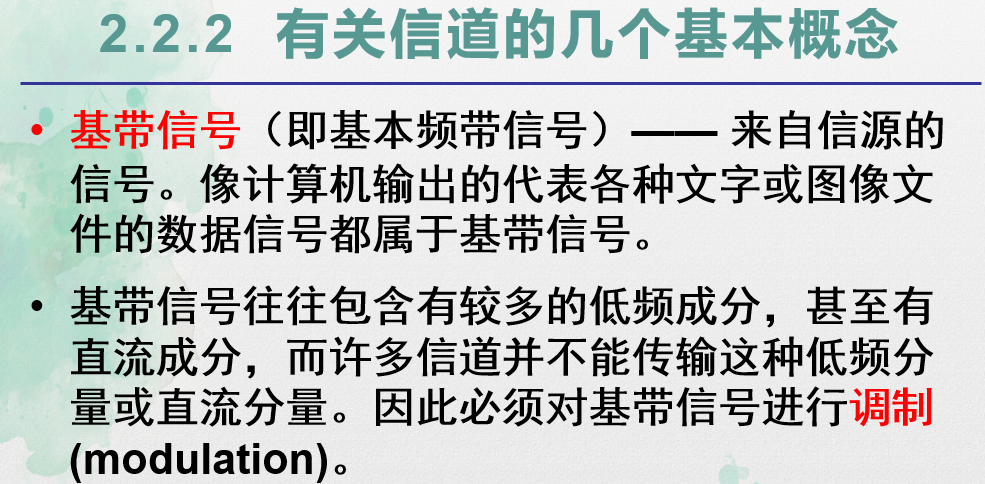 2.2.2 有关信道的几个基本概念
• 基带信号（即基本频带信号）—— 来自信源的
信号。像计算机输出的代表各种文字或图像文
件的数据信号都属于基带信号。
• 基带信号往往包含有较多的低频成分，甚至有
直流成分，而许多信道并不能传输这种低频分
量或直流分量。因此必须对基带信号进行调制
(modulation)。